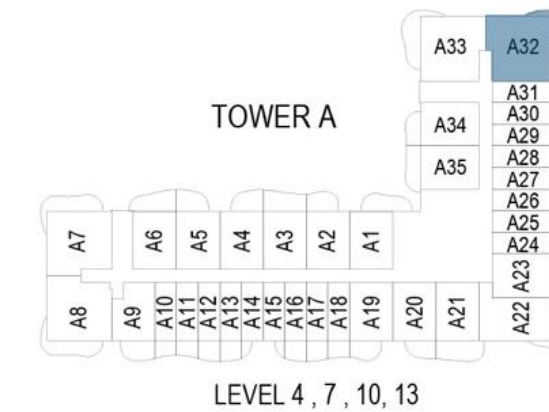 A33 A32
A31
TOWER A A34 A30
A29
A35 A28
A27
A26
A7 A6 A5 A4 A3 A2 A1 A25
A24
A23
A8 A9 A10 A11 A12 A13 A14 A15 A16 A17 A18 A19 A20 A21 A22
LEVEL 4 , 7 , 10, 13